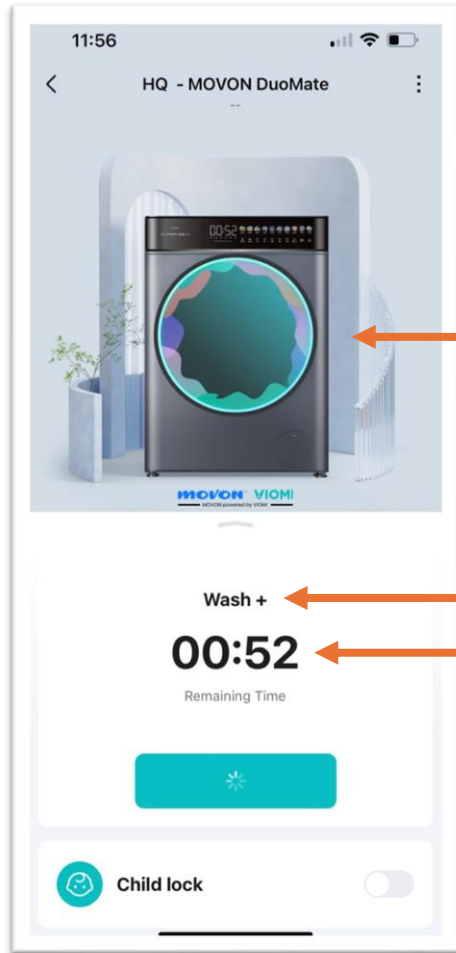 11:56
HQ - MOVON DuoMate
--
00:52
MOVON VIOMI
MOVON powered by VIOMI
Wash +
00:52
Remaining Time
Child lock